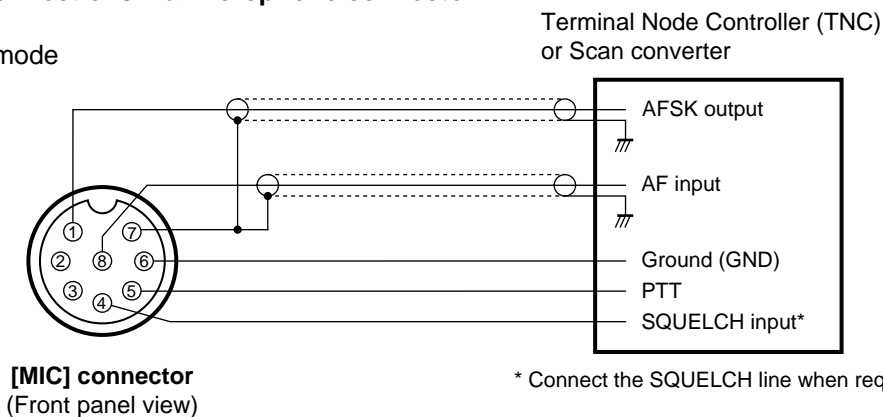 Terminal Node Controller (TNC)
or Scan converter
mode
AFSK output
AF input
Ground (GND)
PTT
SQUELCH input*
1
7
2
8
6
3
5
4
[MIC] connector
(Front panel view)
* Connect the SQUELCH line when req